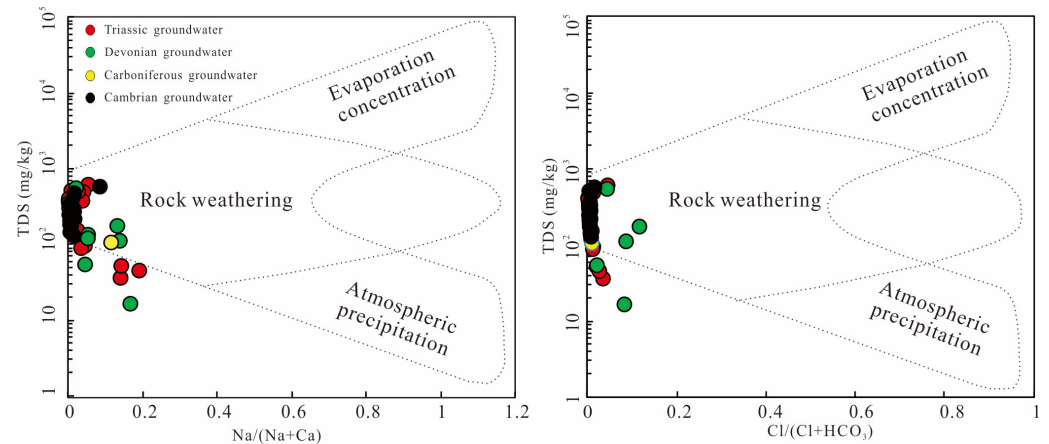 10⁵
10⁴
10³
10²
10
1
TDS (mg/kg)
Triassic groundwater
Devonian groundwater
Carboniferous groundwater
Cambrian groundwater
Evaporation
concentration
Rock weathering
Atmospheric
precipitation
0
0.2
0.4
0.6
0.8
1
1.2
Na/(Na+Ca)
10⁵
10⁴
10³
10²
10
1
TDS (mg/kg)
Evaporation
concentration
Rock weathering
Atmospheric
precipitation
0
0.2
0.4
0.6
0.8
1
Cl/(Cl+HCO₃)